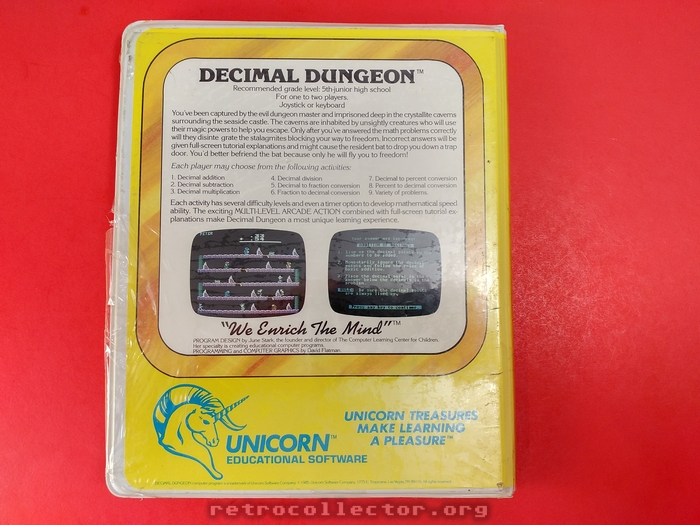 DECIMAL DUNGEON™
Recommended grade level: 5th-junior high school
For one to two players.
Joystick or keyboard
You've been captured by the evil dungeon master and imprisoned deep in the crystallite caverns
surrounding the seaside castle. The caverns are inhabited by unsightly creatures who will use
their magic powers to help you escape. Only after you've answered the math problems correctly
will they disinte grate the stalagmites blocking your way to freedom. Incorrect answers will be
given full-screen tutorial explanations and might cause the resident bat to drop you down a trap
door. You'd better befriend the bat because only he will fly you to freedom!
Each player may choose from the following activities:
1. Decimal addition 4. Decimal division 7. Decimal to percent conversion
2. Decimal subtraction 5. Decimal to fraction conversion 8. Percent to decimal conversion
3. Decimal multiplication 6. Fraction to decimal conversion 9. Variety of problems.
Each activity has several difficulty levels and even a timer option to develop mathematical speed
ability. The exciting MULTI-LEVEL ARCADE ACTION combined with full-screen tutorial ex-
planations make Decimal Dungeon a most unique learning experience.
"We Enrich The Mind"™
PROGRAM DESIGN by June Stark, the founder and director of The Computer Learning Center for Children.
Her specialty is creating educational computer programs.
PROGRAMMING and COMPUTER GRAPHICS by David Flaiman.
UNICORN™
EDUCATIONAL SOFTWARE
UNICORN TREASURES
MAKE LEARNING
A PLEASURE™
retrocollector.org